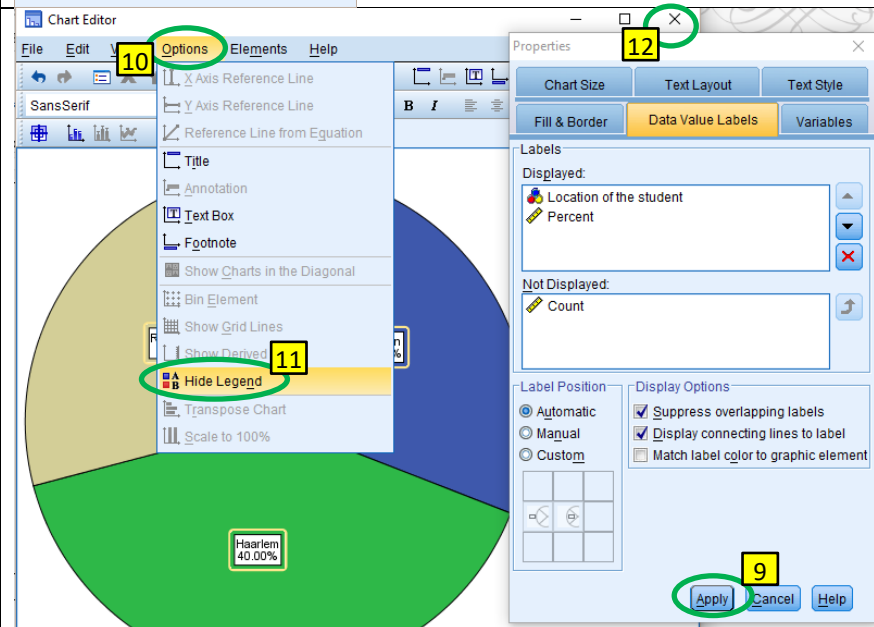 Chart Editor
File Edit V Options Elements Help
10
12
SansSerif
B I
X Axis Reference Line
Y Axis Reference Line
Reference Line from Equation
Title
Annotation
Text Box
Footnote
Show Charts in the Diagonal
Bin Element
Show Grid Lines
Show Derived
11
Hide Legend
Transpose Chart
Scale to 100%
R
n
%
Haarlem
40.00%
Properties
Chart Size Text Layout Text Style
Fill & Border Data Value Labels Variables
Labels
Displayed:
Location of the student
Percent
Not Displayed:
Count
Label Position
Automatic
Manual
Custom
Display Options
Suppress overlapping labels
Display connecting lines to label
Match label color to graphic element
9
Apply Cancel Help